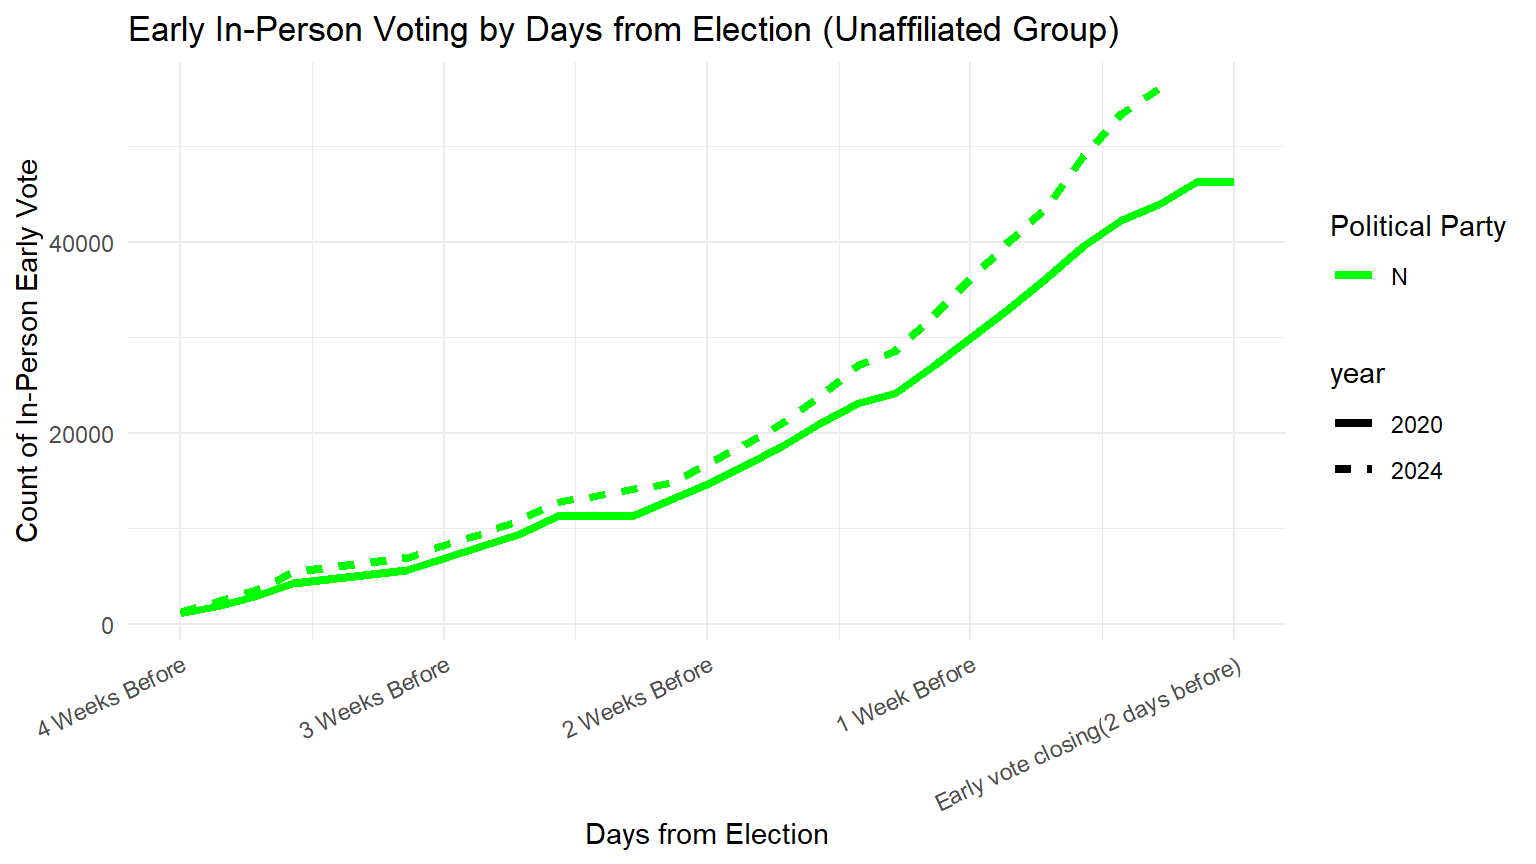 Early In-Person Voting by Days from Election (Unaffiliated Group)
Count of In-Person Early Vote
40000
20000
0
4 Weeks Before
3 Weeks Before
2 Weeks Before
1 Week Before
Early vote closing(2 days before)
Days from Election
Political Party
N
year
2020
2024